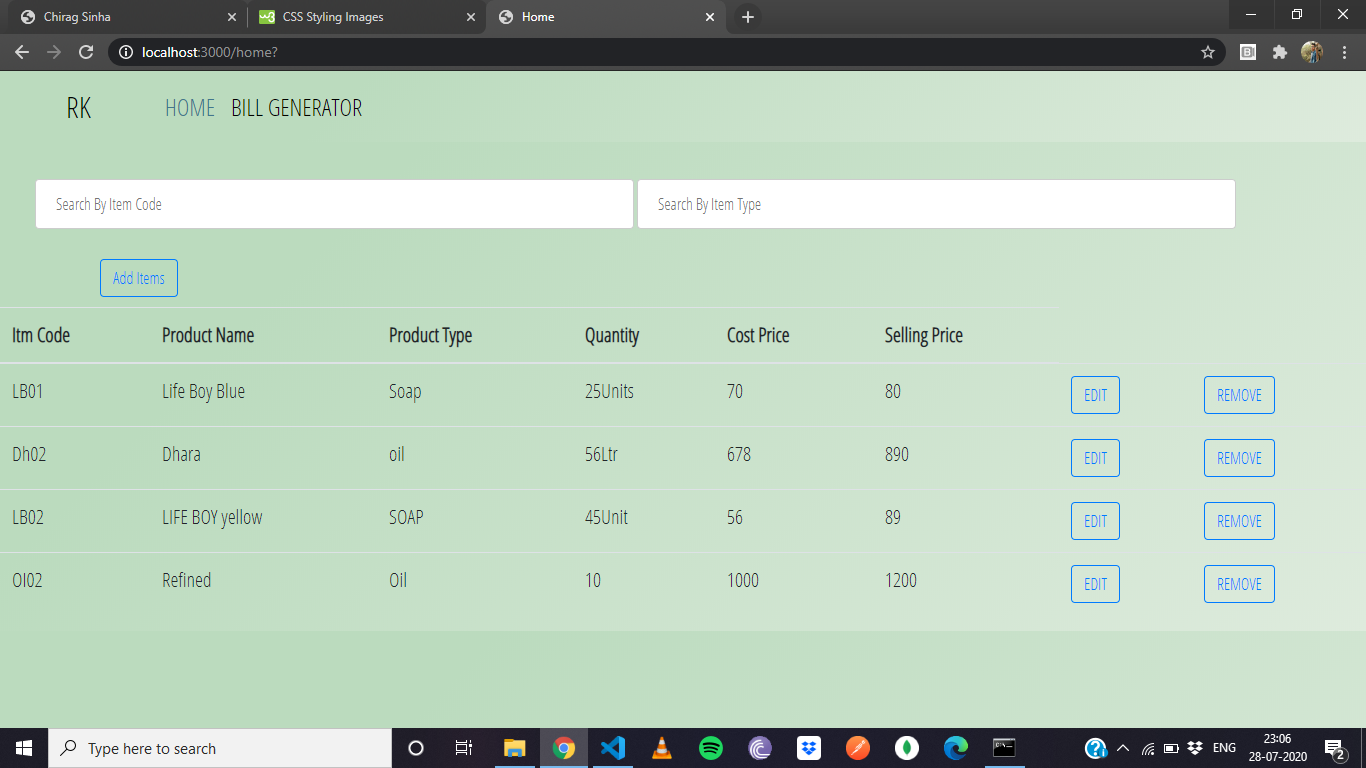 Chirag Sinha
CSS Styling Images
Home
localhost:3000/home?
RK HOME BILL GENERATOR
Search By Item Code Search By Item Type
Add Items
Itm Code Product Name Product Type Quantity Cost Price Selling Price
LB01 Life Boy Blue Soap 25Units 70 80 EDIT REMOVE
Dh02 Dhara oil 56Ltr 678 890 EDIT REMOVE
LB02 LIFE BOY yellow SOAP 45Unit 56 89 EDIT REMOVE
Ol02 Refined Oil 10 1000 1200 EDIT REMOVE
Type here to search
ENG
23:06
28-07-2020
2